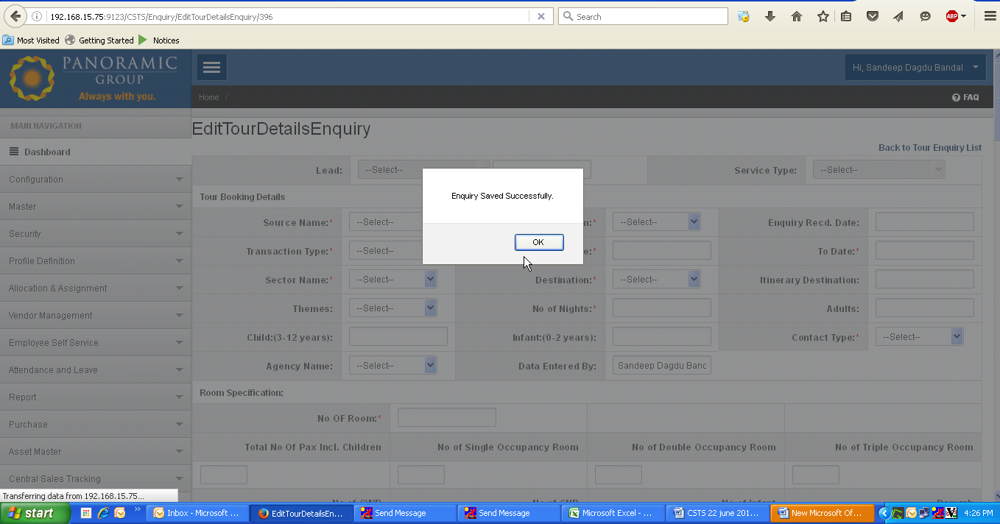 192.168.15.75:9123/CSTS/Enquiry/EditTourDetailsEnquiry/396
Search
ABP
Most Visited
Getting Started
Notices
PANORAMIC
GROUP
Always with you.
Hi, Sandeep Dagdu Bandal
Home /
FAQ
MAIN NAVIGATION
Dashboard
Configuration
Master
Security
Profile Definition
Allocation & Assignment
Vendor Management
Employee Self Service
Attendance and Leave
Report
Purchase
Asset Master
Central Sales Tracking
EditTourDetailsEnquiry
Back to Tour Enquiry List
Lead: --Select-- Service Type: --Select--
Enquiry Saved Successfully.
OK
Tour Booking Details
Source Name:* --Select-- n:* --Select-- Enquiry Recd. Date:
Transaction Type:* --Select-- e:* To Date:*
Sector Name:* --Select-- Destination:* --Select-- Itinerary Destination:
Themes: --Select-- No of Nights:* Adults:
Child:(3-12 years): Infant:(0-2 years): Contact Type:* --Select--
Agency Name: --Select-- Data Entered By: Sandeep Dagdu Banc
Room Specification:
No OF Room:*
Total No Of Pax Incl. Children No of Single Occupancy Room No of Double Occupancy Room No of Triple Occupancy Room
Transferring data from 192.168.15.75...
start
Inbox - Microsoft ...
EditTourDetailsEn...
Send Message
Send Message
Microsoft Excel - ...
CSTS 22 june 201...
New Microsoft Of...
4:26 PM